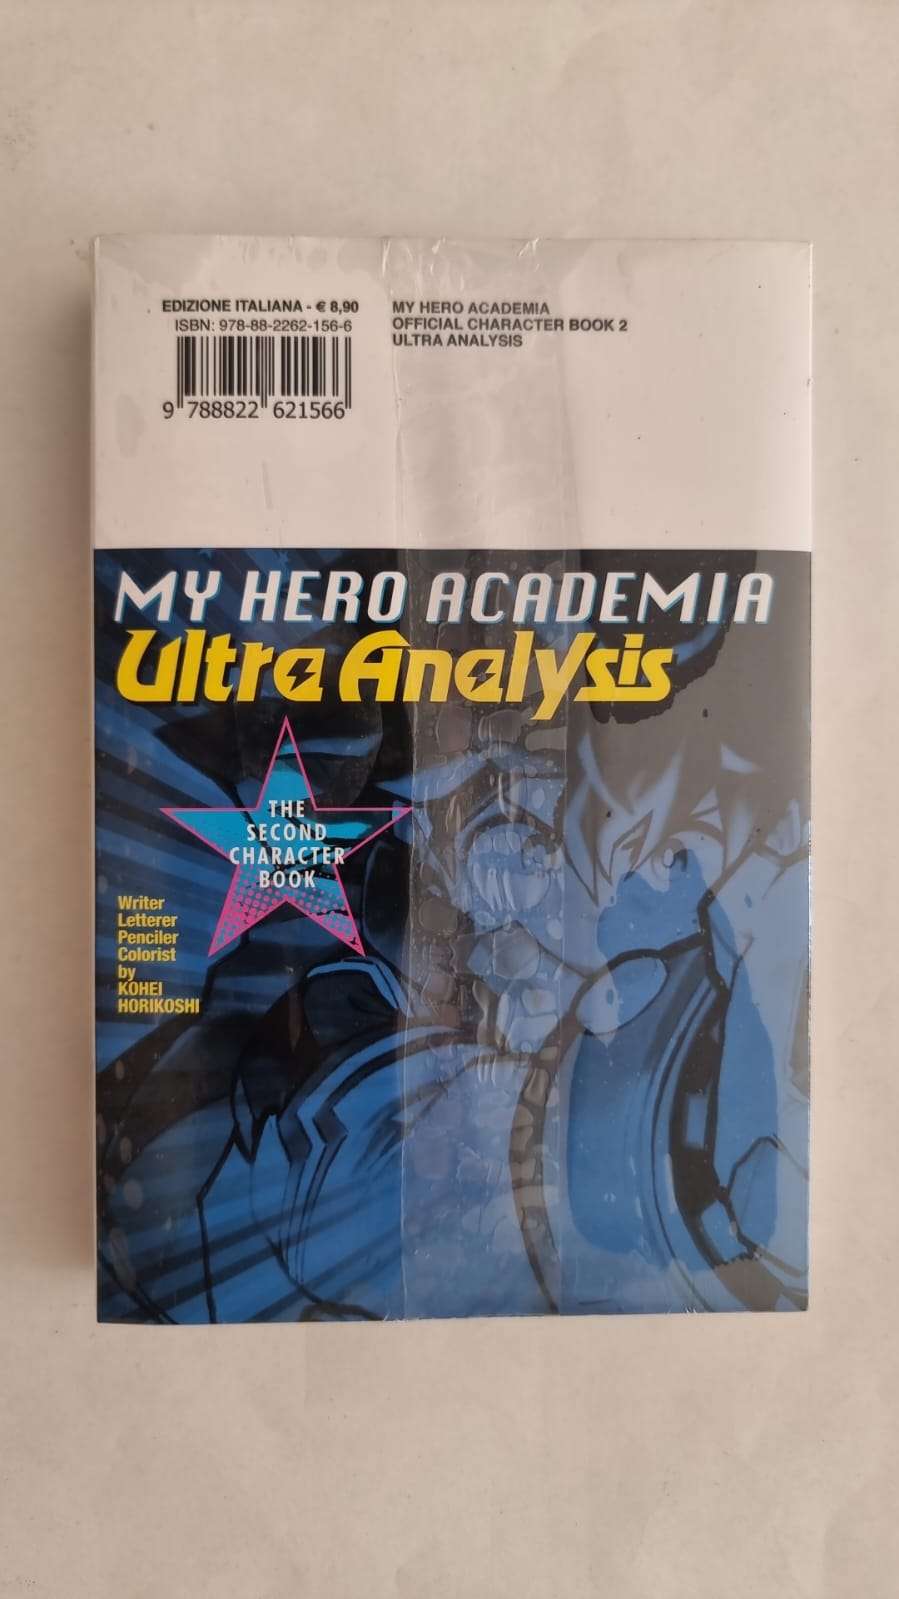 EDIZIONE ITALIANA - € 8,90
ISBN: 978-88-2262-156-6
9 788822 621566
MY HERO ACADEMIA
OFFICIAL CHARACTER BOOK 2
ULTRA ANALYSIS
MY HERO ACADEMIA
Ultra Analysis
THE
SECOND
CHARACTER
BOOK
Writer
Letterer
Penciler
Colorist
by
KOHEI
HORIKOSHI